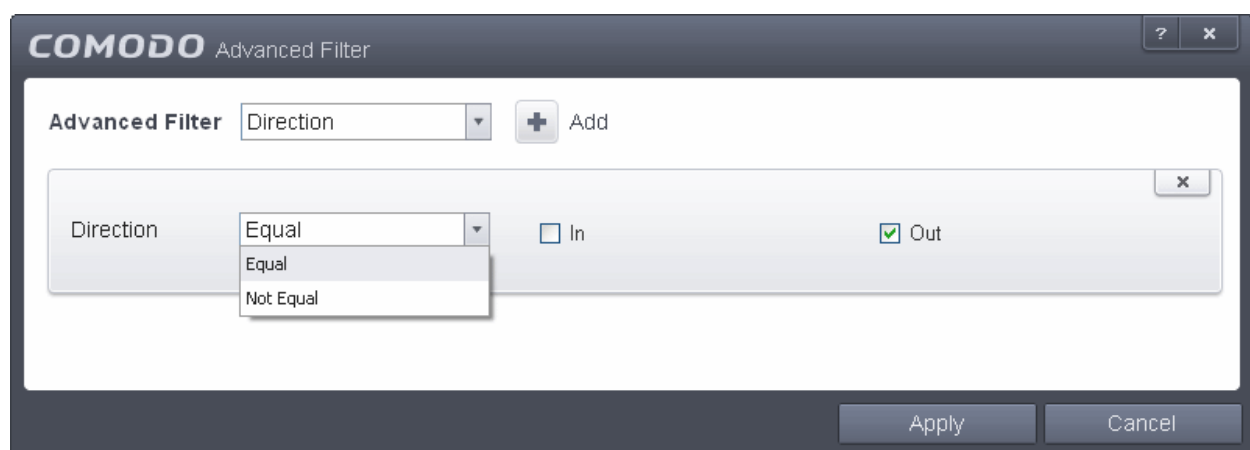 COMODO Advanced Filter ? x
Advanced Filter Direction + Add
x
Direction Equal In Out
Equal
Not Equal
Apply Cancel